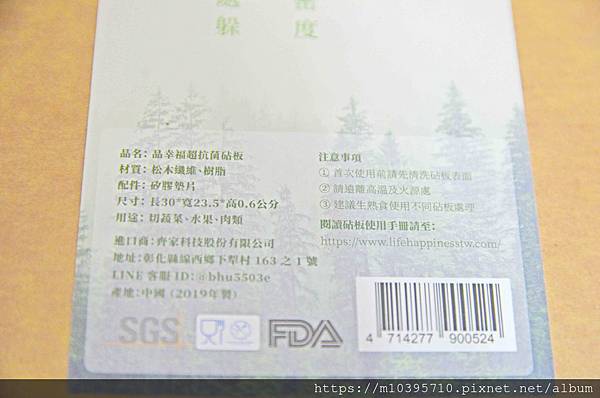 躲
度
品名：品幸福超抗菌砧板
材質：松木纖維、樹脂
配件：矽膠墊片
尺寸：長30*寬23.5*高0.6公分
用途：切蔬菜、水果、肉類
進口商：齊家科技股份有限公司
地址：彰化縣線西鄉下犁村163之1號
LINE 客服 ID：@bhu5503e
產地：中國（2019年製）
注意事項
① 首次使用前請先清洗砧板表面
② 請遠離高溫及火源處
③ 建議生熟食使用不同砧板處理
閱讀砧板使用手冊請至：
https://www.lifehappinesstw.com/
SGS
FDA
4 714277 900524
https://m10395710.pixnet.net/album